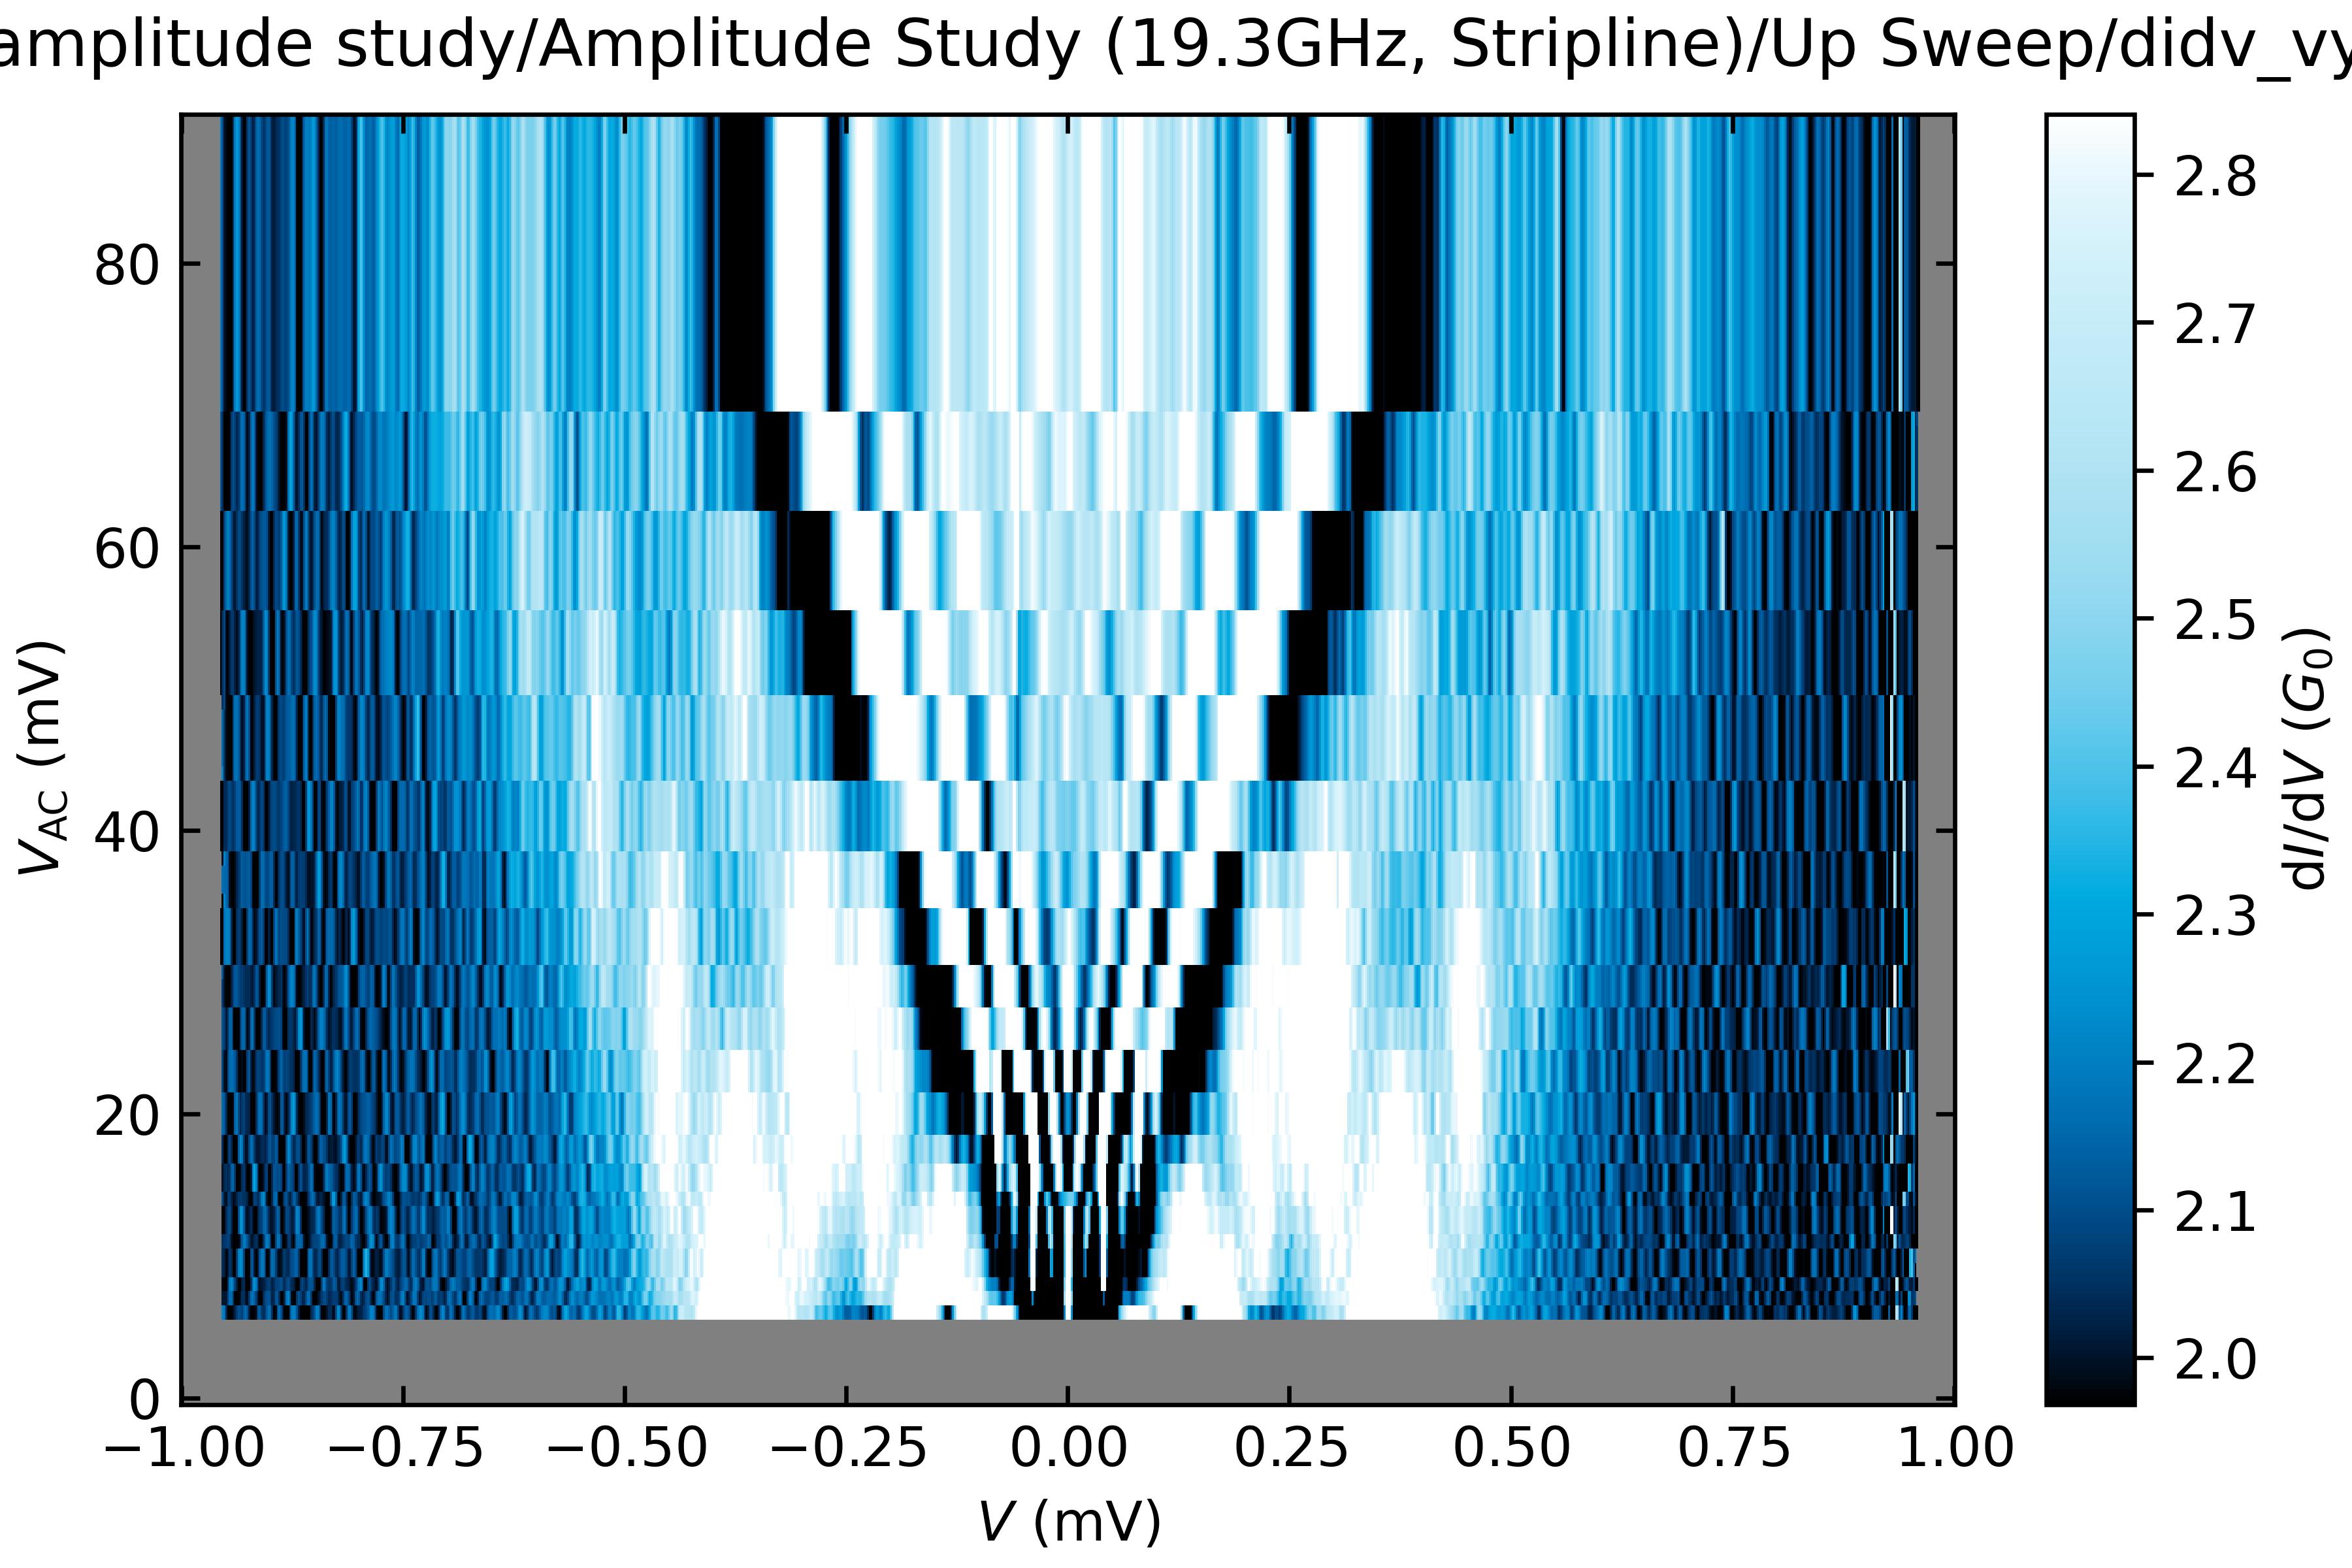 amplitude study/Amplitude Study (19.3GHz, Stripline)/Up Sweep/didv_vy
80
60
40
20
0
V_AC (mV)
−1.00 −0.75 −0.50 −0.25 0.00 0.25 0.50 0.75 1.00
V (mV)
2.8
2.7
2.6
2.5
2.4
2.3
2.2
2.1
2.0
dI/dV (G₀)